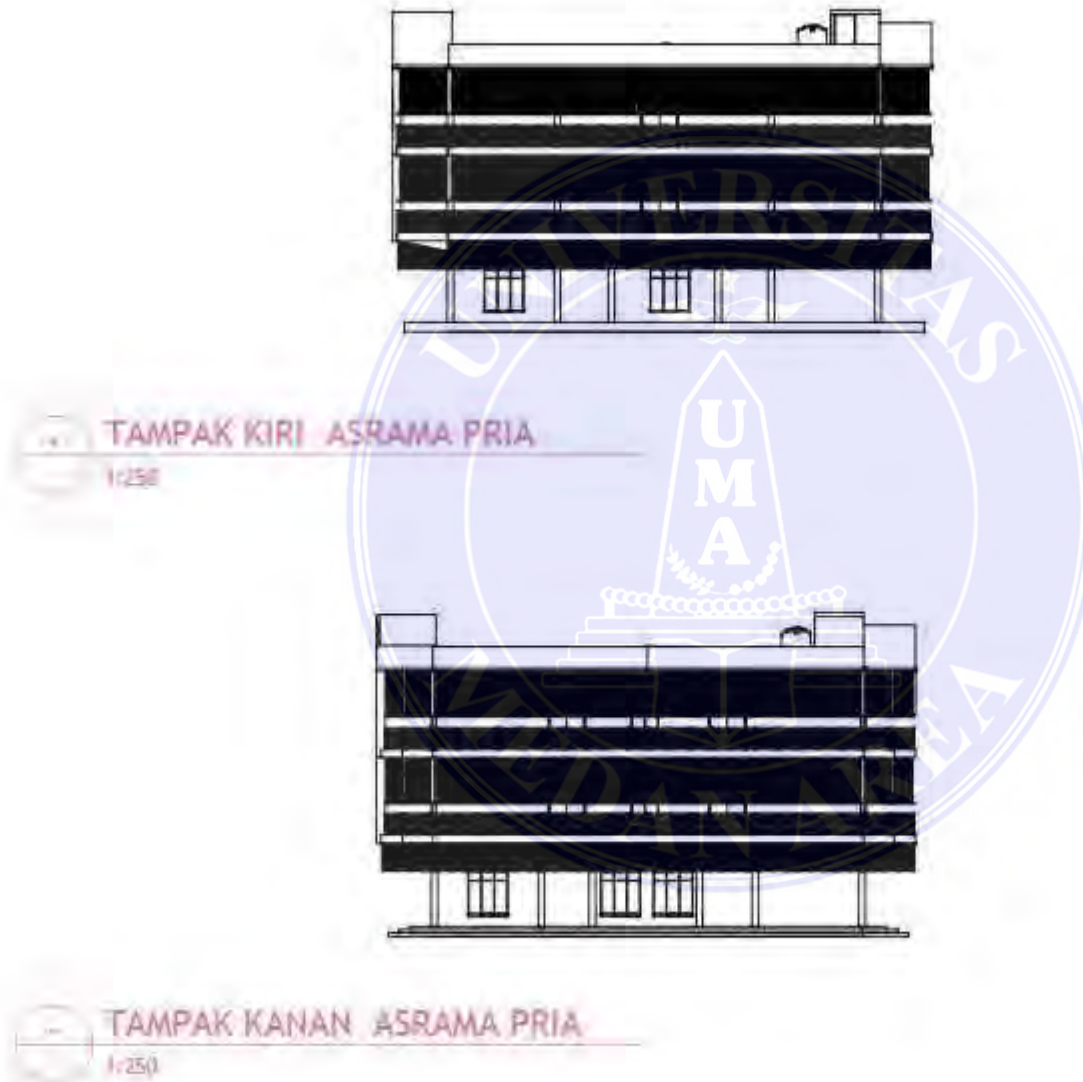 TAMPAK KIRI ASRAMA PRIA
1:250
UNIVERSITAS
UMA
MEDAN AREA
TAMPAK KANAN ASRAMA PRIA
1:250